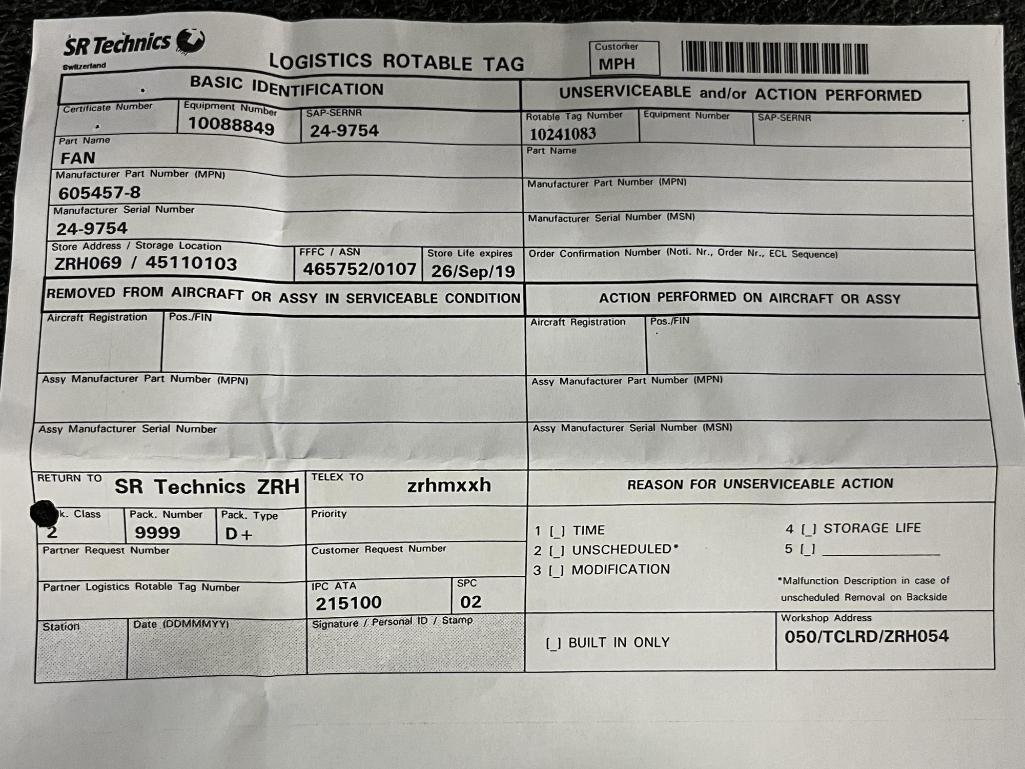 SR Technics
Switzerland
LOGISTICS ROTABLE TAG
Customer
MPH
BASIC IDENTIFICATION
UNSERVICEABLE and/or ACTION PERFORMED
Certificate Number
Equipment Number
10088849
SAP-SERNR
24-9754
Rotable Tag Number
10241083
Equipment Number
SAP-SERNR
Part Name
FAN
Part Name
Manufacturer Part Number (MPN)
605457-8
Manufacturer Part Number (MPN)
Manufacturer Serial Number
24-9754
Manufacturer Serial Number (MSN)
Store Address / Storage Location
ZRH069 / 45110103
FFFC / ASN
465752/0107
Store Life expires
26/Sep/19
Order Confirmation Number (Noti. Nr., Order Nr., ECL Sequence)
REMOVED FROM AIRCRAFT OR ASSY IN SERVICEABLE CONDITION
ACTION PERFORMED ON AIRCRAFT OR ASSY
Aircraft Registration
Pos./FIN
Aircraft Registration
Pos./FIN
Assy Manufacturer Part Number (MPN)
Assy Manufacturer Part Number (MPN)
Assy Manufacturer Serial Number
Assy Manufacturer Serial Number (MSN)
RETURN TO
SR Technics ZRH
TELEX TO
zrhmxxh
REASON FOR UNSERVICEABLE ACTION
k. Class
2
Pack. Number
9999
Pack. Type
D+
Priority
1 [_] TIME
2 [_] UNSCHEDULED*
3 [_] MODIFICATION
4 [_] STORAGE LIFE
5 [_]
*Malfunction Description in case of
unscheduled Removal on Backside
Partner Request Number
Customer Request Number
Partner Logistics Rotable Tag Number
IPC ATA
215100
SPC
02
Station
Date (DDMMMYY)
Signature / Personal ID / Stamp
[_] BUILT IN ONLY
Workshop Address
050/TCLRD/ZRH054